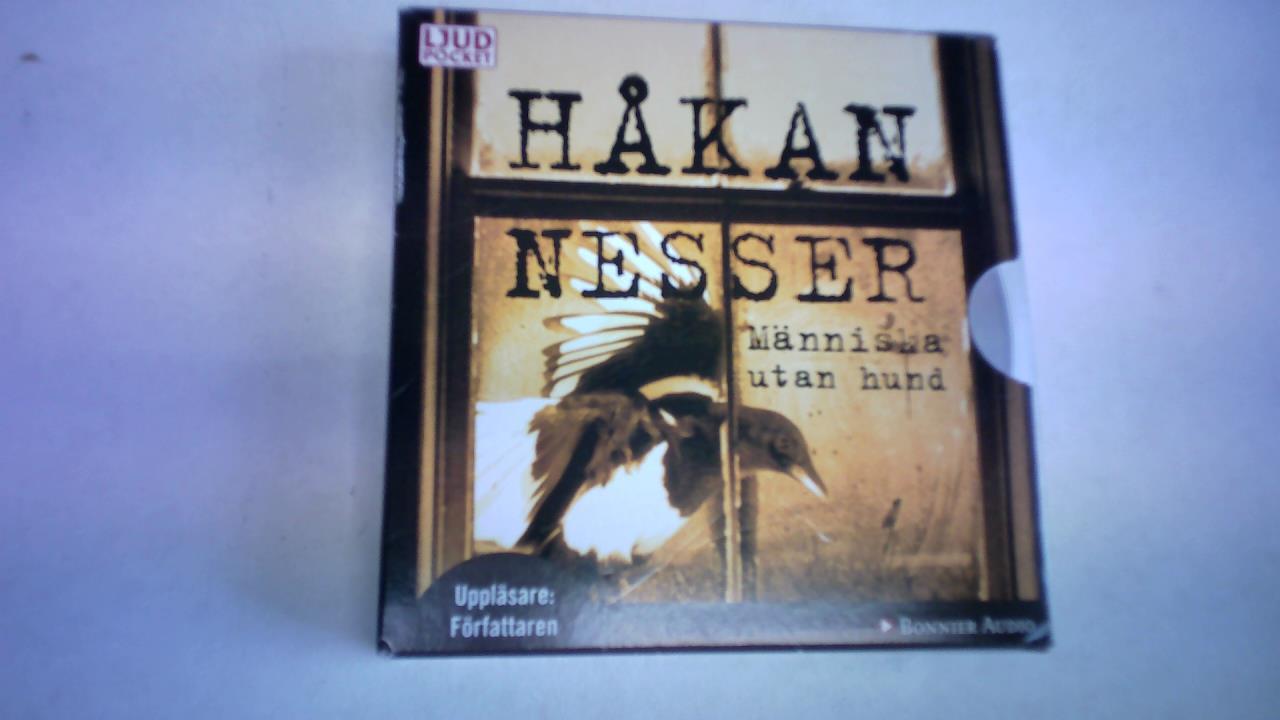 LJUD
POCKET
HÅKAN
NESSER
Människa
utan hund
Uppläsare:
Författaren
BONNIER AUDIO